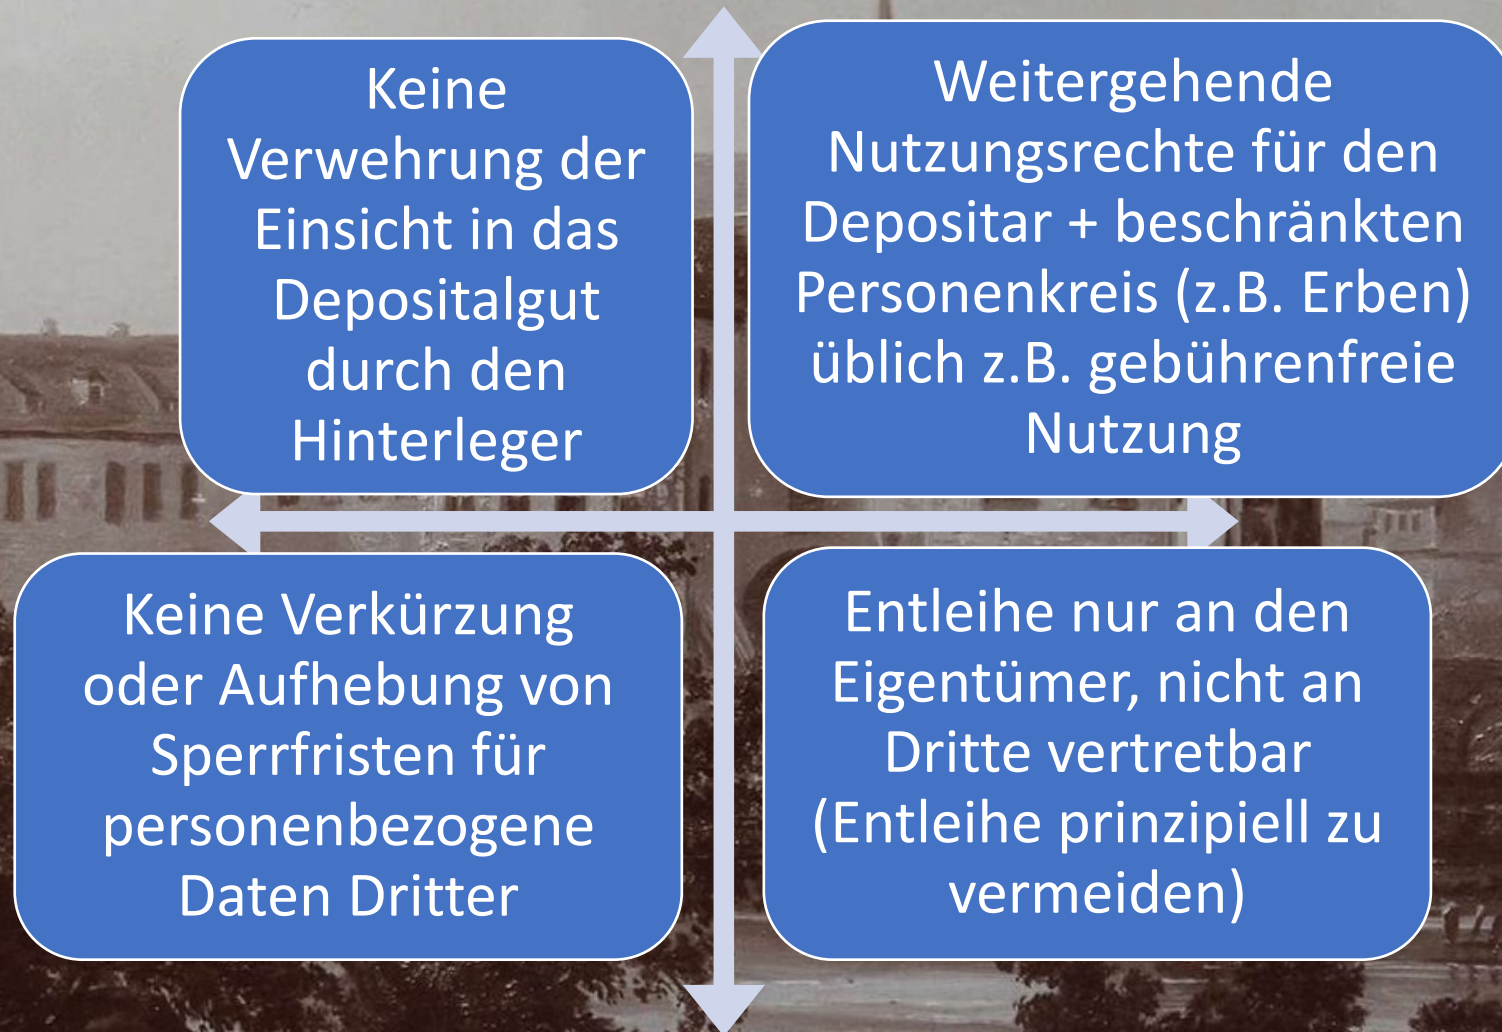 Keine
Verwehrung der
Einsicht in das
Depositalgut
durch den
Hinterleger
Weitergehende
Nutzungsrechte für den
Depositar + beschränkten
Personenkreis (z.B. Erben)
üblich z.B. gebührenfreie
Nutzung
Keine Verkürzung
oder Aufhebung von
Sperrfristen für
personenbezogene
Daten Dritter
Entleihe nur an den
Eigentümer, nicht an
Dritte vertretbar
(Entleihe prinzipiell zu
vermeiden)